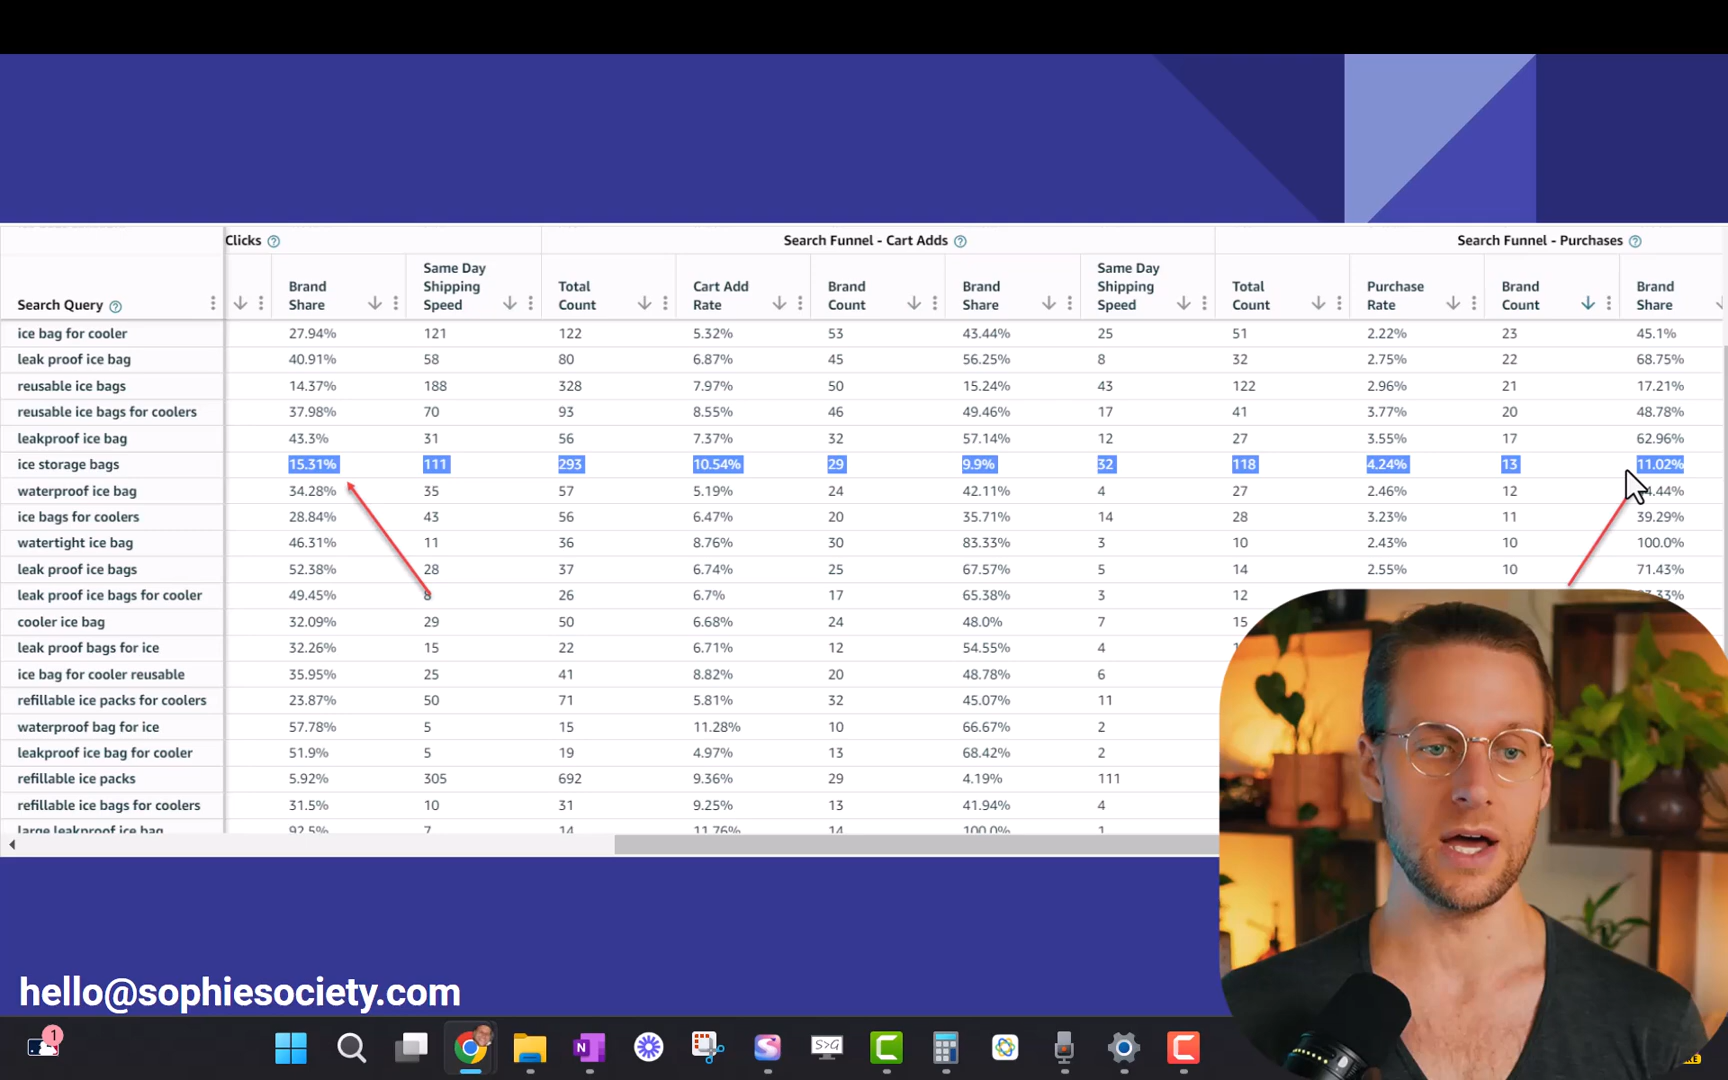 Clicks Search Funnel - Cart Adds Search Funnel - Purchases
Search Query Brand Share Same Day Shipping Speed Total Count Cart Add Rate Brand Count Brand Share Same Day Shipping Speed Total Count Purchase Rate Brand Count Brand Share
ice bag for cooler 27.94% 121 122 5.32% 53 43.44% 25 51 2.22% 23 45.1%
leak proof ice bag 40.91% 58 80 6.87% 45 56.25% 8 32 2.75% 22 68.75%
reusable ice bags 14.37% 188 328 7.97% 50 15.24% 43 122 2.96% 21 17.21%
reusable ice bags for coolers 37.98% 70 93 8.55% 46 49.46% 17 41 3.77% 20 48.78%
leakproof ice bag 43.3% 31 56 7.37% 32 57.14% 12 27 3.55% 17 62.96%
ice storage bags 15.31% 111 293 10.54% 29 9.9% 32 118 4.24% 13 11.02%
waterproof ice bag 34.28% 35 57 5.19% 24 42.11% 4 27 2.46% 12
ice bags for coolers 28.84% 43 56 6.47% 20 35.71% 14 28 3.23% 11 39.29%
watertight ice bag 46.31% 11 36 8.76% 30 83.33% 3 10 2.43% 10 100.0%
leak proof ice bags 52.38% 28 37 6.74% 25 67.57% 5 14 2.55% 10 71.43%
leak proof ice bags for cooler 49.45% 8 26 6.7% 17 65.38% 3 12
cooler ice bag 32.09% 29 50 6.68% 24 48.0% 7 15
leak proof bags for ice 32.26% 15 22 6.71% 12 54.55% 4
ice bag for cooler reusable 35.95% 25 41 8.82% 20 48.78% 6
refillable ice packs for coolers 23.87% 50 71 5.81% 32 45.07% 11
waterproof bag for ice 57.78% 5 15 11.28% 10 66.67% 2
leakproof ice bag for cooler 51.9% 5 19 4.97% 13 68.42% 2
refillable ice packs 5.92% 305 692 9.36% 29 4.19% 111
refillable ice bags for coolers 31.5% 10 31 9.25% 13 41.94% 4
large leakproof ice bag 92.5% 7 14 11.76% 14 100.0% 1
hello@sophiesociety.com
1 N S>G